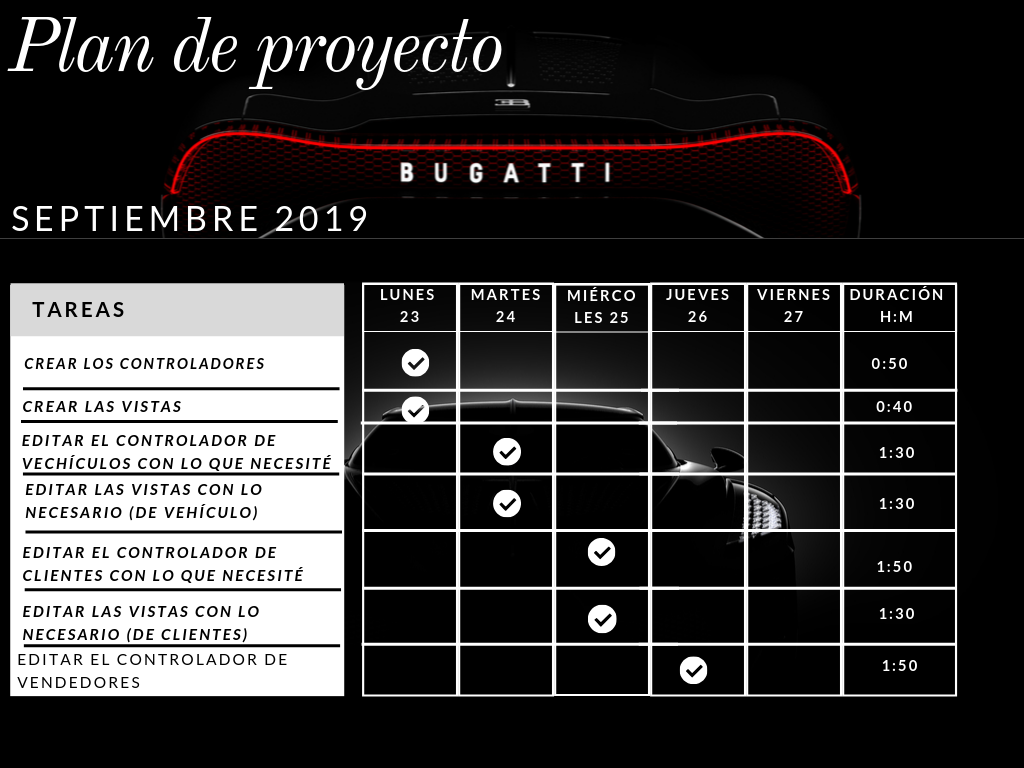 Plan de proyecto
BUGATTI
SEPTIEMBRE 2019
TAREAS
LUNES
23
MARTES
24
MIÉRCO
LES 25
JUEVES
26
VIERNES
27
DURACIÓN
H:M
CREAR LOS CONTROLADORES
0:50
CREAR LAS VISTAS
0:40
EDITAR EL CONTROLADOR DE
VECHÍCULOS CON LO QUE NECESITÉ
1:30
EDITAR LAS VISTAS CON LO
NECESARIO (DE VEHÍCULO)
1:30
EDITAR EL CONTROLADOR DE
CLIENTES CON LO QUE NECESITÉ
1:50
EDITAR LAS VISTAS CON LO
NECESARIO (DE CLIENTES)
1:30
EDITAR EL CONTROLADOR DE
VENDEDORES
1:50